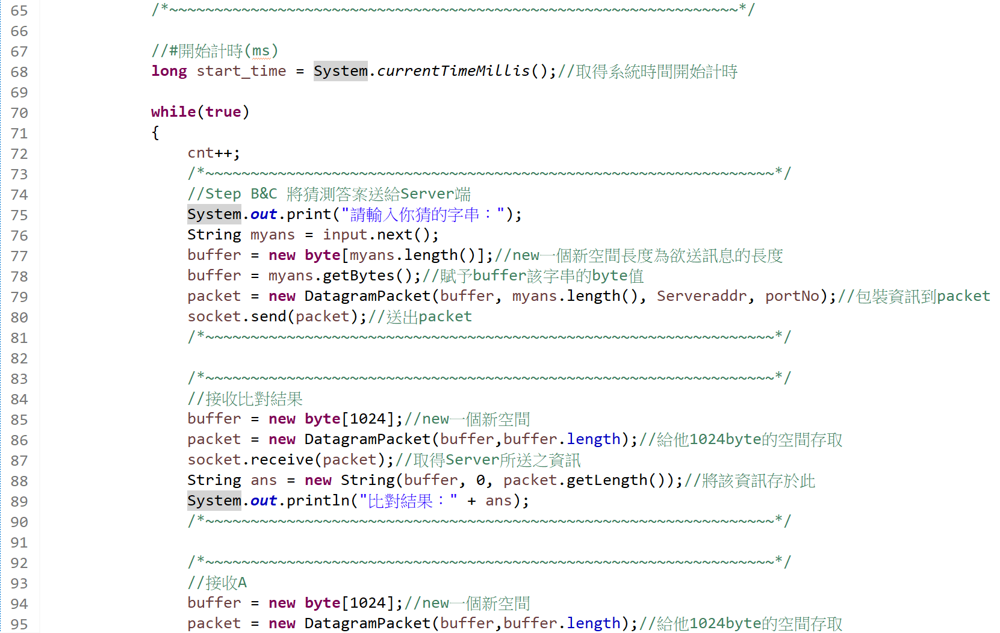 65 /*~~~~~~~~~~~~~~~~~~~~~~~~~~~~~~~~~~~~~~~~~~~~~~~~~~~~~~~~~~~~~~~*/
66
67 //#開始計時(ms)
68 long start_time = System.currentTimeMillis();//取得系統時間開始計時
69
70 while(true)
71 {
72 cnt++;
73 /*~~~~~~~~~~~~~~~~~~~~~~~~~~~~~~~~~~~~~~~~~~~~~~~~~~~~~~~~~~~~~~~*/
74 //Step B&C 將猜測答案送給Server端
75 System.out.print("請輸入你猜的字串：");
76 String myans = input.next();
77 buffer = new byte[myans.length()];//new一個新空間長度為欲送訊息的長度
78 buffer = myans.getBytes();//賦予buffer該字串的byte值
79 packet = new DatagramPacket(buffer, myans.length(), Serveraddr, portNo);//包裝資訊到packet
80 socket.send(packet);//送出packet
81 /*~~~~~~~~~~~~~~~~~~~~~~~~~~~~~~~~~~~~~~~~~~~~~~~~~~~~~~~~~~~~~~~*/
82
83 /*~~~~~~~~~~~~~~~~~~~~~~~~~~~~~~~~~~~~~~~~~~~~~~~~~~~~~~~~~~~~~~~*/
84 //接收比對結果
85 buffer = new byte[1024];//new一個新空間
86 packet = new DatagramPacket(buffer,buffer.length);//給他1024byte的空間存取
87 socket.receive(packet);//取得Server所送之資訊
88 String ans = new String(buffer, 0, packet.getLength());//將該資訊存於此
89 System.out.println("比對結果：" + ans);
90 /*~~~~~~~~~~~~~~~~~~~~~~~~~~~~~~~~~~~~~~~~~~~~~~~~~~~~~~~~~~~~~~~*/
91
92 /*~~~~~~~~~~~~~~~~~~~~~~~~~~~~~~~~~~~~~~~~~~~~~~~~~~~~~~~~~~~~~~~*/
93 //接收A
94 buffer = new byte[1024];//new一個新空間
95 packet = new DatagramPacket(buffer,buffer.length);//給他1024byte的空間存取